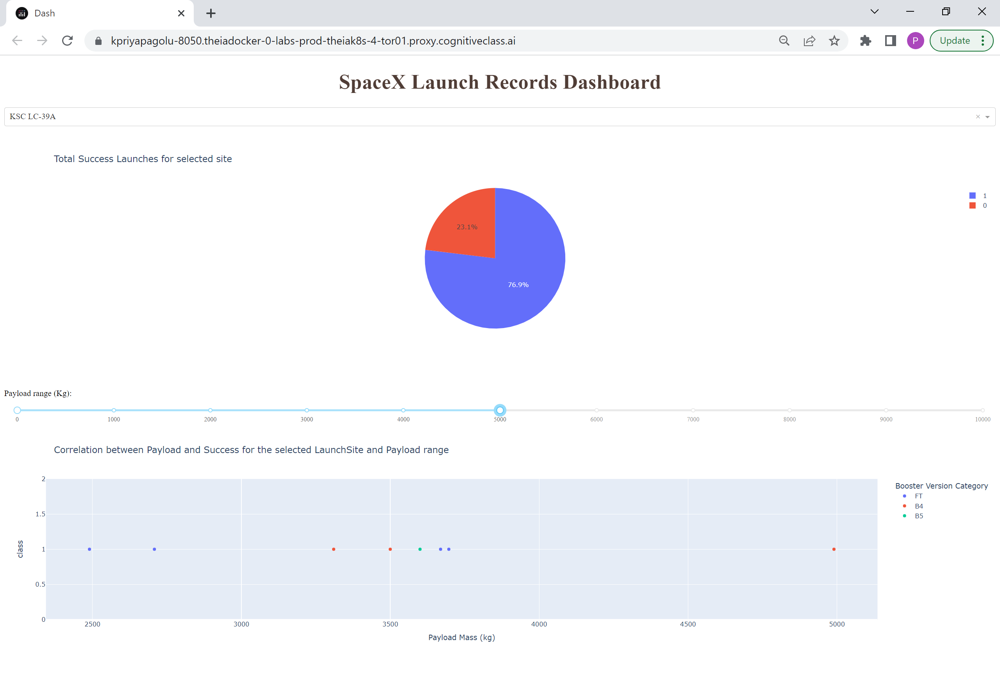 Dash
kpriyapagolu-8050.theiadocker-0-labs-prod-theiak8s-4-tor01.proxy.cognitiveclass.ai
P
Update
SpaceX Launch Records Dashboard
KSC LC-39A
Total Success Launches for selected site
1
0
23.1%
76.9%
Payload range (Kg):
0 1000 2000 3000 4000 5000 6000 7000 8000 9000 10000
Correlation between Payload and Success for the selected LaunchSite and Payload range
2
1.5
1
0.5
0
class
2500 3000 3500 4000 4500 5000
Payload Mass (kg)
Booster Version Category
FT
B4
B5